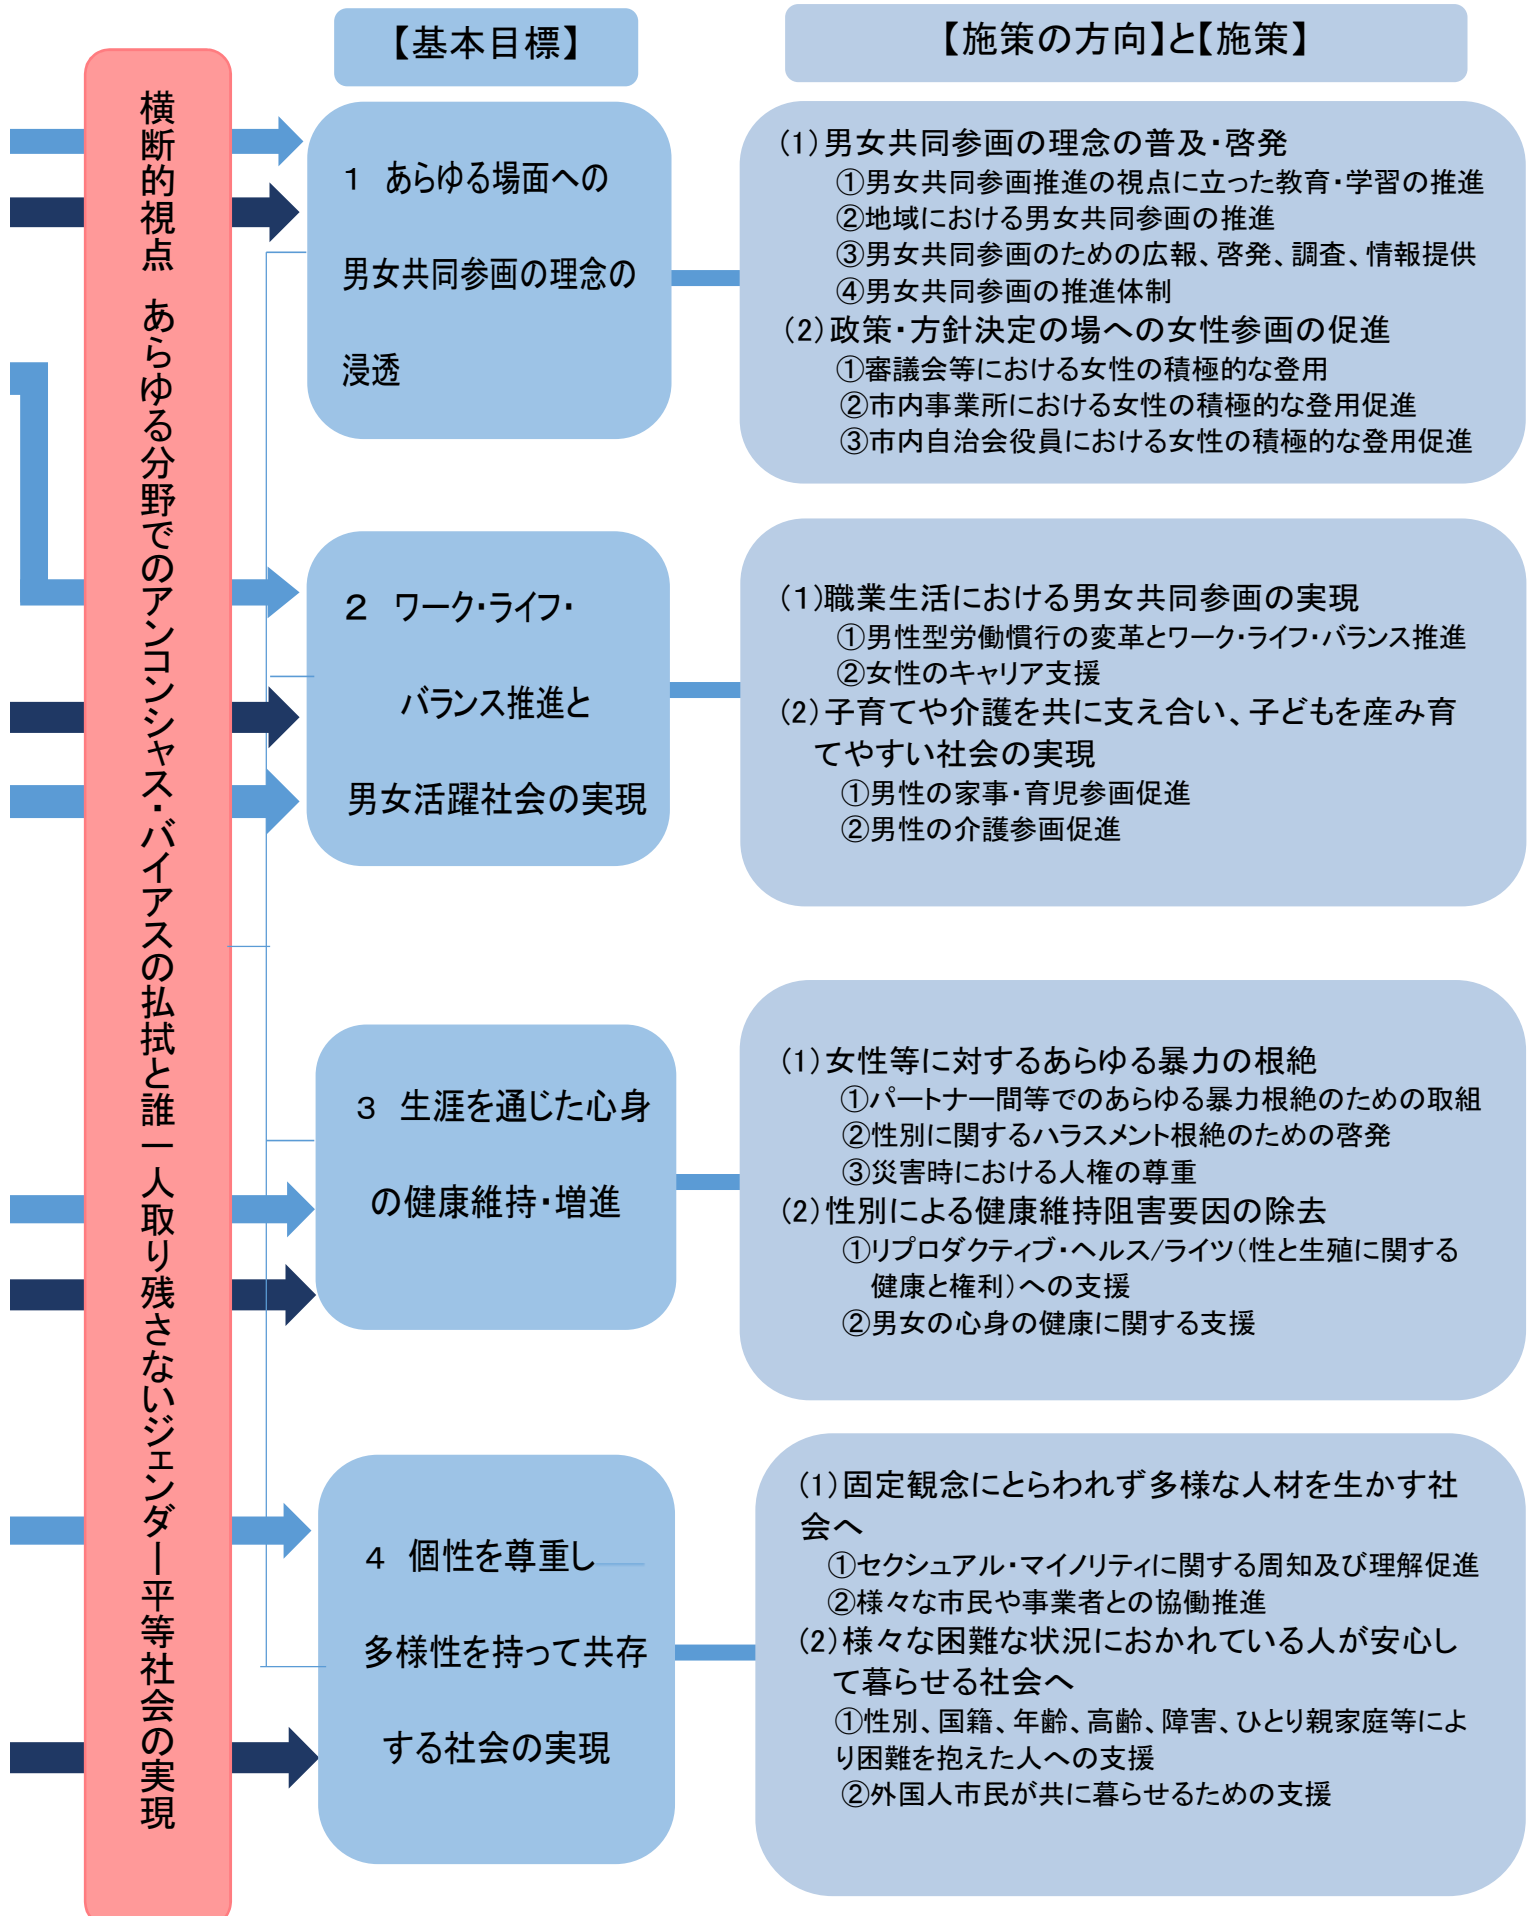 【基本目標】
【施策の方向】と【施策】
横断的視点 あらゆる分野でのアンコンシャス・バイアスの払拭と誰一人取り残さないジェンダー平等社会の実現
1 あらゆる場面への
男女共同参画の理念の
浸透
(1)男女共同参画の理念の普及・啓発
①男女共同参画推進の視点に立った教育・学習の推進
②地域における男女共同参画の推進
③男女共同参画のための広報、啓発、調査、情報提供
④男女共同参画の推進体制
(2)政策・方針決定の場への女性参画の促進
①審議会等における女性の積極的な登用
②市内事業所における女性の積極的な登用促進
③市内自治会役員における女性の積極的な登用促進
2 ワーク・ライフ・
バランス推進と
男女活躍社会の実現
(1)職業生活における男女共同参画の実現
①男性型労働慣行の変革とワーク・ライフ・バランス推進
②女性のキャリア支援
(2)子育てや介護を共に支え合い、子どもを産み育
てやすい社会の実現
①男性の家事・育児参画促進
②男性の介護参画促進
3 生涯を通じた心身
の健康維持・増進
(1)女性等に対するあらゆる暴力の根絶
①パートナー間等でのあらゆる暴力根絶のための取組
②性別に関するハラスメント根絶のための啓発
③災害時における人権の尊重
(2)性別による健康維持阻害要因の除去
①リプロダクティブ・ヘルス/ライツ(性と生殖に関する
健康と権利)への支援
②男女の心身の健康に関する支援
4 個性を尊重し
多様性を持って共存
する社会の実現
(1)固定観念にとらわれず多様な人材を生かす社
会へ
①セクシュアル・マイノリティに関する周知及び理解促進
②様々な市民や事業者との協働推進
(2)様々な困難な状況におかれている人が安心し
て暮らせる社会へ
①性別、国籍、年齢、高齢、障害、ひとり親家庭等によ
り困難を抱えた人への支援
②外国人市民が共に暮らせるための支援